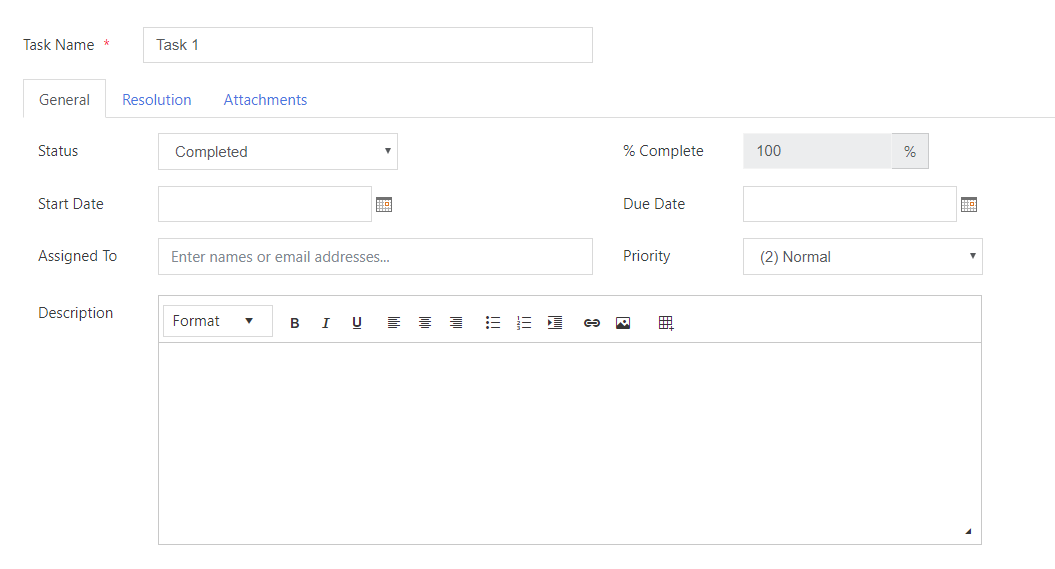 Task Name * Task 1
General Resolution Attachments
Status Completed % Complete 100 %
Start Date Due Date
Assigned To Enter names or email addresses... Priority (2) Normal
Description Format B I U